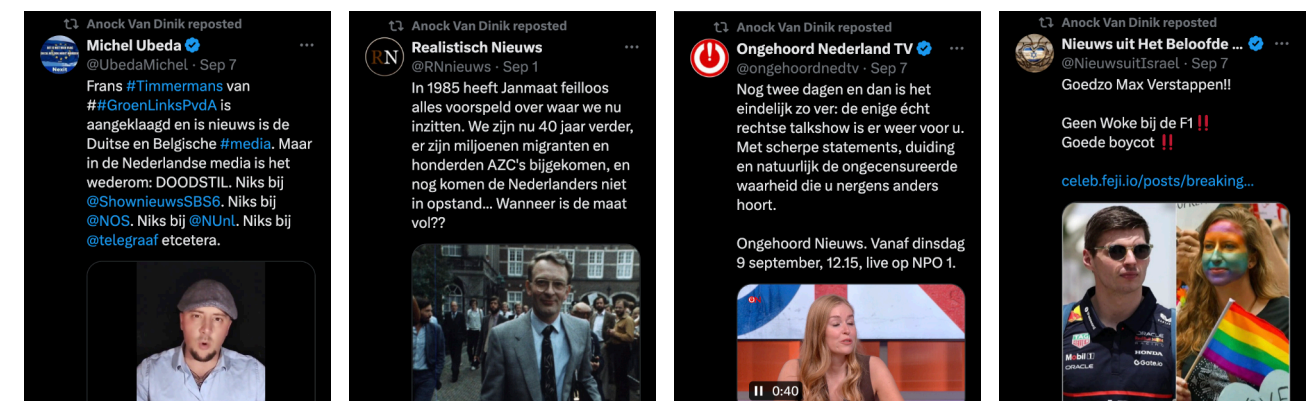 Anock Van Dinik reposted
Michel Ubeda
@UbedaMichel · Sep 7
Frans #Timmermans van
##GroenLinksPvdA is
aangeklaagd en is nieuws is de
Duitse en Belgische #media. Maar
in de Nederlandse media is het
wederom: DOODSTIL. Niks bij
@ShownieuwsSBS6. Niks bij
@NOS. Niks bij @NUnl. Niks bij
@telegraaf etcetera.
Anock Van Dinik reposted
RN
Realistisch Nieuws
@RNnieuws · Sep 1
In 1985 heeft Janmaat feilloos
alles voorspeld over waar we nu
inzitten. We zijn nu 40 jaar verder,
er zijn miljoenen migranten en
honderden AZC's bijgekomen, en
nog komen de Nederlanders niet
in opstand... Wanneer is de maat
vol??
Anock Van Dinik reposted
Ongehoord Nederland TV
@ongehoordnedtv · Sep 7
Nog twee dagen en dan is het
eindelijk zo ver: de enige écht
rechtse talkshow is er weer voor u.
Met scherpe statements, duiding
en natuurlijk de ongecensureerde
waarheid die u nergens anders
hoort.
Ongehoord Nieuws. Vanaf dinsdag
9 september, 12.15, live op NPO 1.
0:40
Anock Van Dinik reposted
Nieuws uit Het Beloofde ...
@NieuwsuitIsrael · Sep 7
Goedzo Max Verstappen!!
Geen Woke bij de F1‼️
Goede boycot ‼️
celeb.feji.io/posts/breaking...
ORACLE
TAG
Mobil 1
HONDA
ORACLE
Gate.io